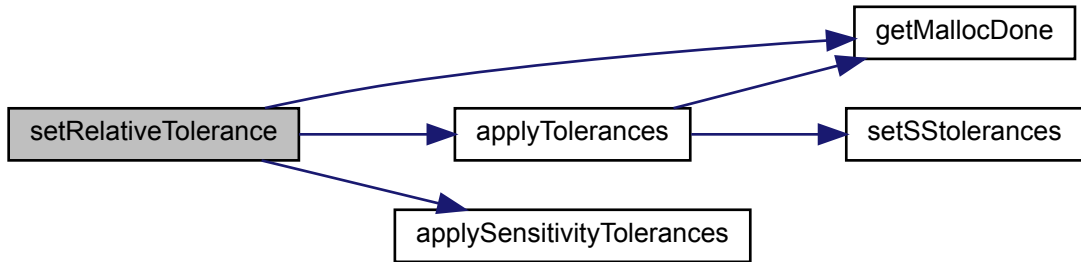 getMallocDone
setRelativeTolerance
applyTolerances
setSStolerances
applySensitivityTolerances